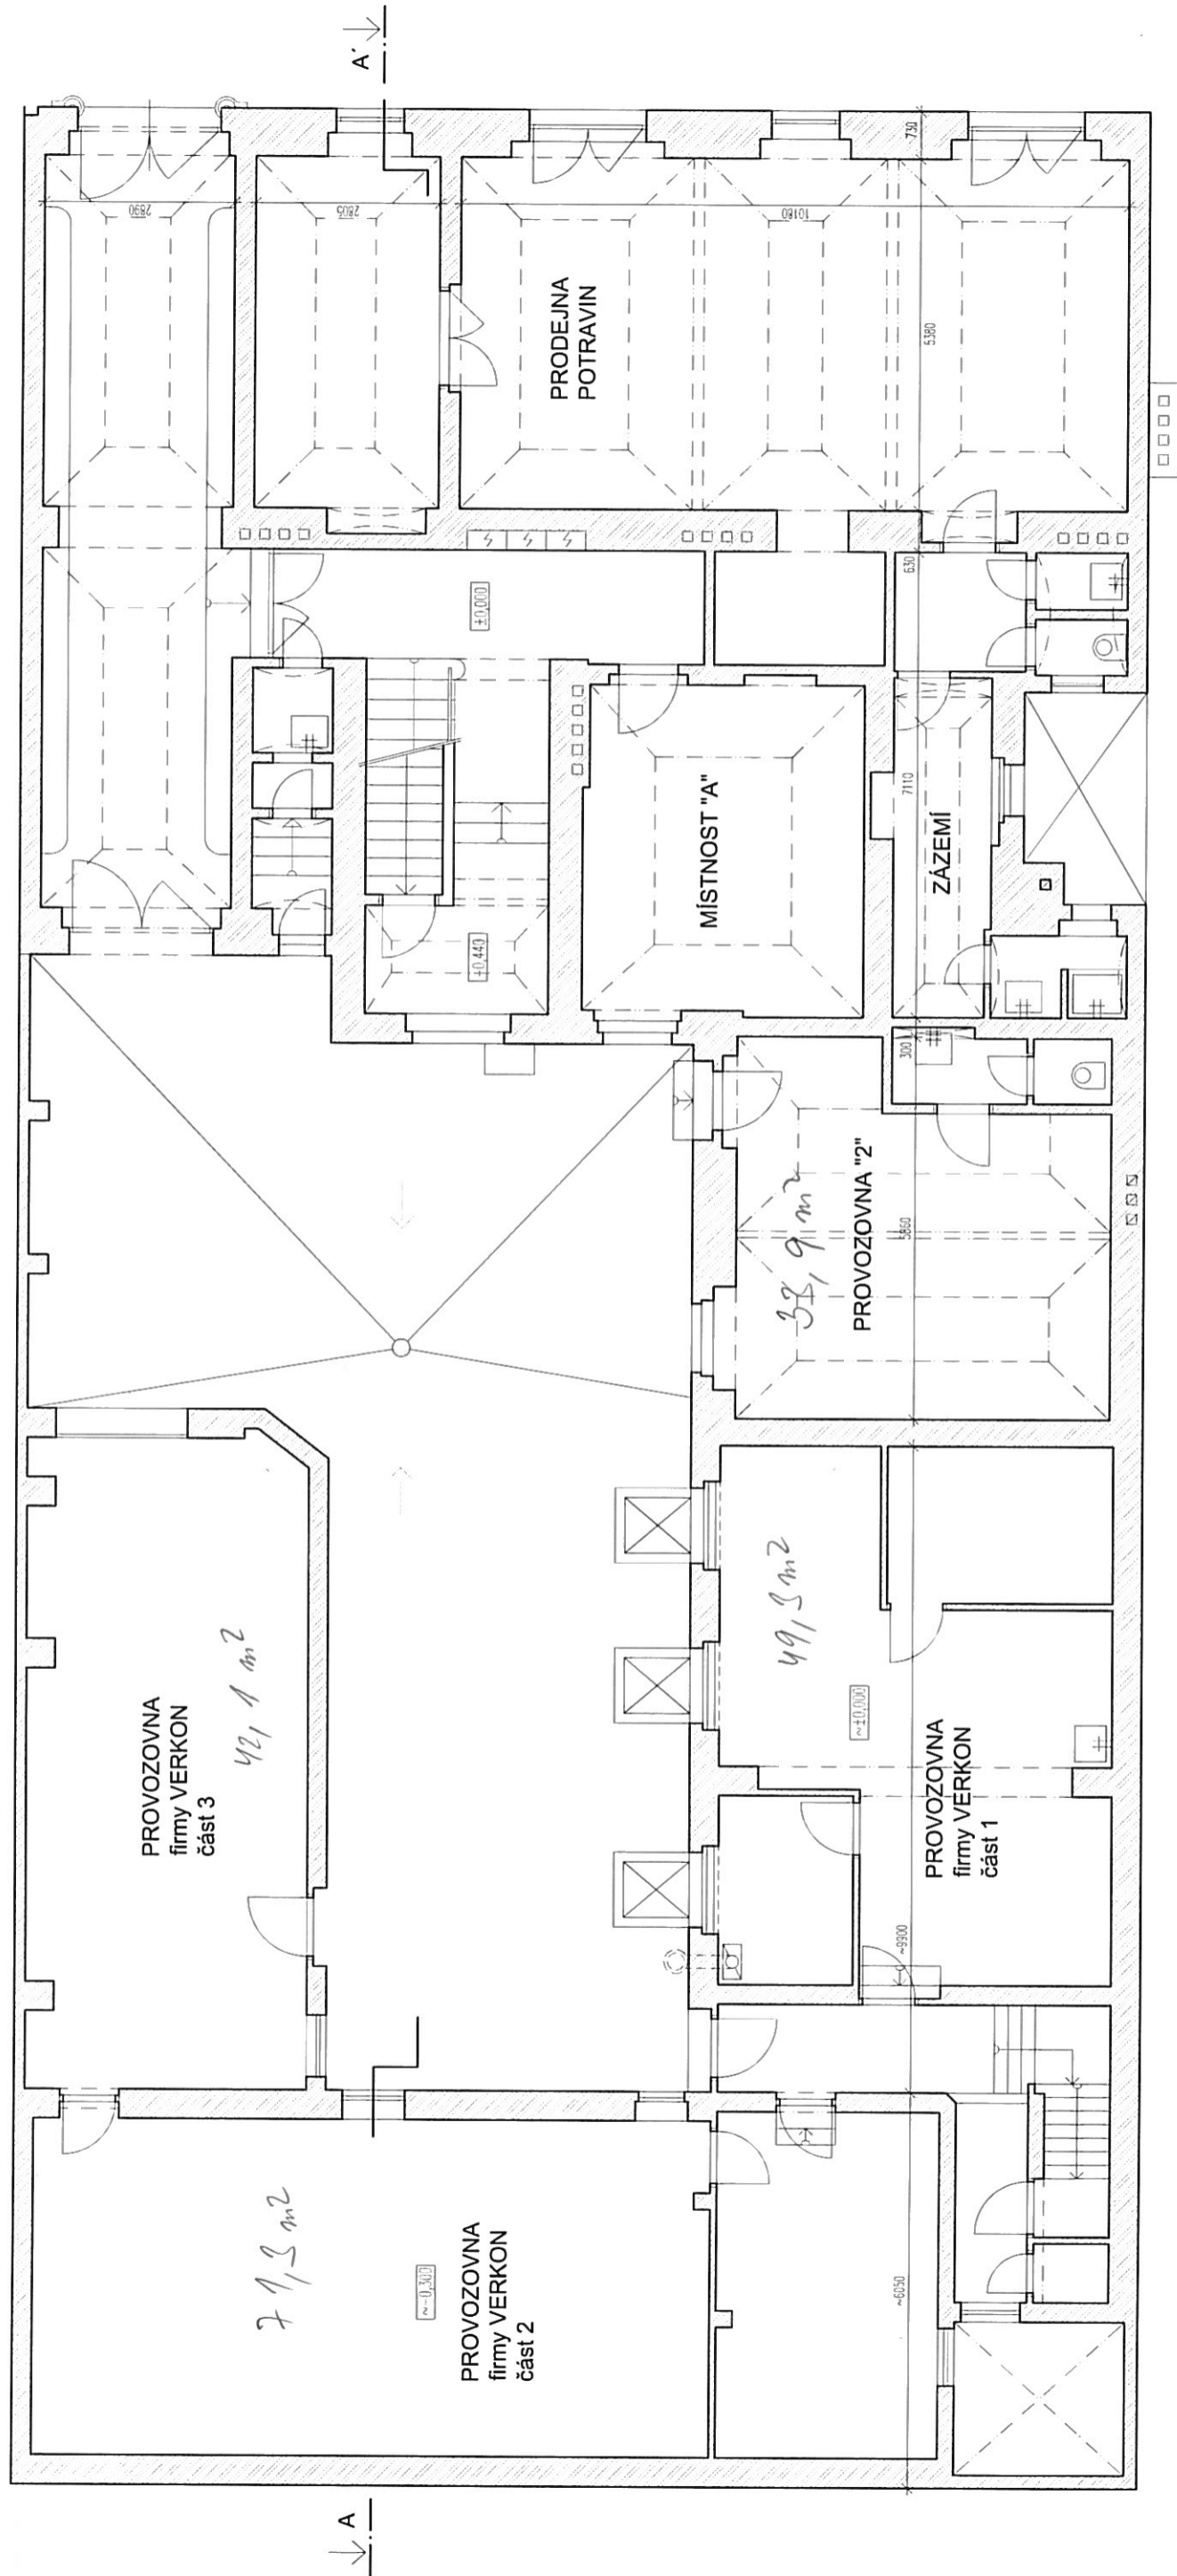 A´
2890
2805
10180
730
PRODEJNA
POTRAVIN
5380
±0,000
630
MÍSTNOST "A"
7110
ZÁZEMÍ
±0,440
300
PROVOZOVNA "2"
33,9 m2
5860
49,3 m2
~±0,000
PROVOZOVNA
firmy VERKON
část 1
~9900
PROVOZOVNA
firmy VERKON
část 3
42,1 m2
71,3 m2
~-0,300
PROVOZOVNA
firmy VERKON
část 2
~6050
A